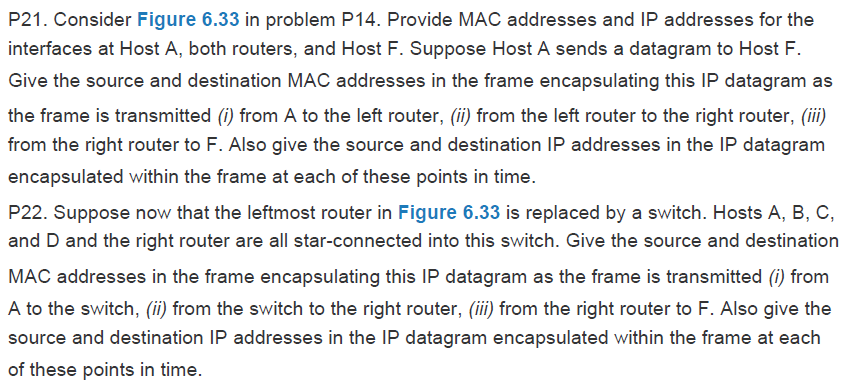 P21. Consider Figure 6.33 in problem P14. Provide MAC addresses and IP addresses for the
interfaces at Host A, both routers, and Host F. Suppose Host A sends a datagram to Host F.
Give the source and destination MAC addresses in the frame encapsulating this IP datagram as
the frame is transmitted (i) from A to the left router, (ii) from the left router to the right router, (iii)
from the right router to F. Also give the source and destination IP addresses in the IP datagram
encapsulated within the frame at each of these points in time.
P22. Suppose now that the leftmost router in Figure 6.33 is replaced by a switch. Hosts A, B, C,
and D and the right router are all star-connected into this switch. Give the source and destination
MAC addresses in the frame encapsulating this IP datagram as the frame is transmitted (i) from
A to the switch, (ii) from the switch to the right router, (iii) from the right router to F. Also give the
source and destination IP addresses in the IP datagram encapsulated within the frame at each
of these points in time.